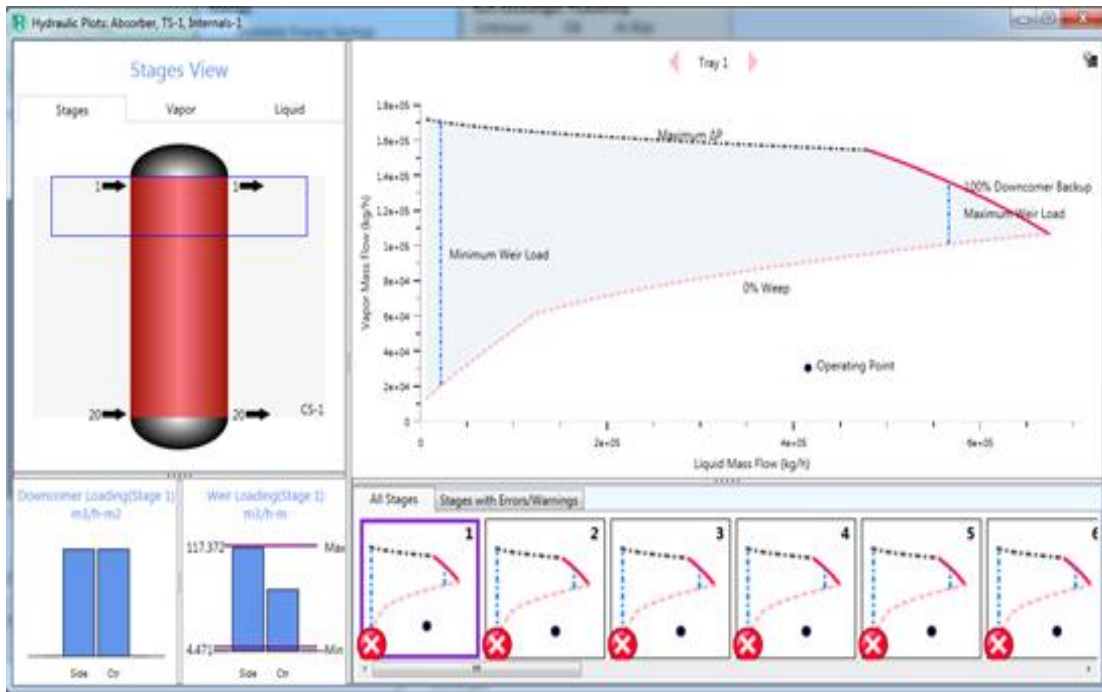 Hydraulic Plots: Absorber, TS-1, Internals-1
Stages View
Stages Vapor Liquid
1 1
20 20 CS-1
Tray 1
1.8e+05
1.6e+05
1.4e+05
1.2e+05
1e+05
8e+04
6e+04
4e+04
2e+04
0
Vapor Mass Flow (kg/h)
Maximum ΔP
100% Downcomer Backup
Maximum Weir Load
Minimum Weir Load
0% Weep
Operating Point
0 2e+05 4e+05 6e+05
Liquid Mass Flow (kg/h)
Downcomer Loading(Stage 1)
m3/h-m2
Side Ctr
Weir Loading(Stage 1)
m3/h-m
117.372 Max
4.471 Min
Side Ctr
All Stages Stages with Errors/Warnings
1 2 3 4 5 6